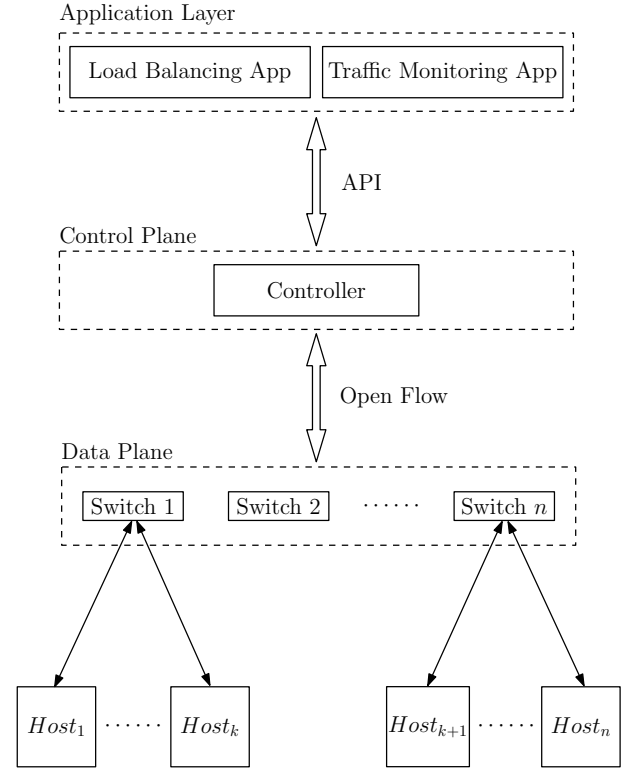 Application Layer
Load Balancing App Traffic Monitoring App
API
Control Plane
Controller
Open Flow
Data Plane
Switch 1 Switch 2 ...... Switch n
Host₁ ...... Hostₖ Hostₖ₊₁ ...... Hostₙ